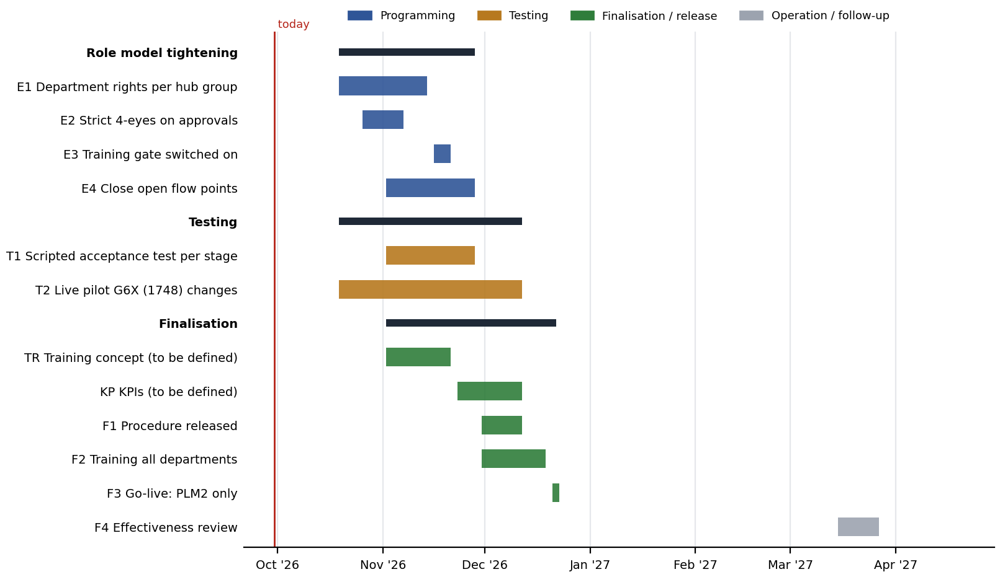 Programming
Testing
Finalisation / release
Operation / follow-up
today
Role model tightening
E1 Department rights per hub group
E2 Strict 4-eyes on approvals
E3 Training gate switched on
E4 Close open flow points
Testing
T1 Scripted acceptance test per stage
T2 Live pilot G6X (1748) changes
Finalisation
TR Training concept (to be defined)
KP KPIs (to be defined)
F1 Procedure released
F2 Training all departments
F3 Go-live: PLM2 only
F4 Effectiveness review
Oct '26
Nov '26
Dec '26
Jan '27
Feb '27
Mar '27
Apr '27